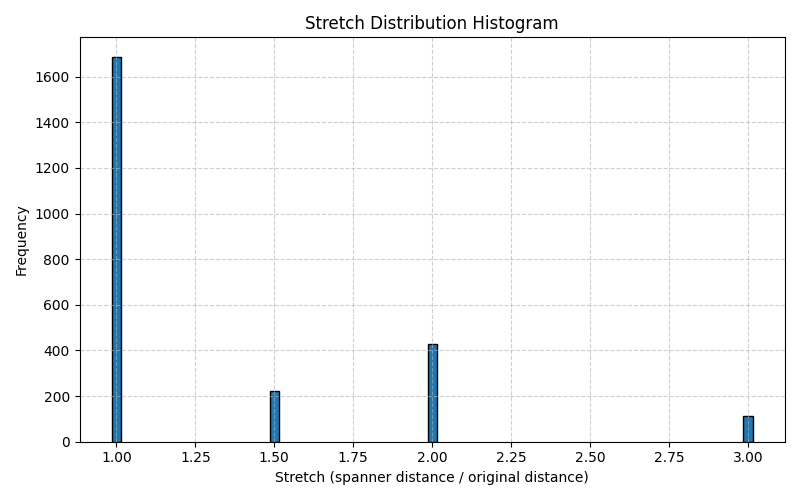 Stretch Distribution Histogram
Frequency
1600
1400
1200
1000
800
600
400
200
0
1.00 1.25 1.50 1.75 2.00 2.25 2.50 2.75 3.00
Stretch (spanner distance / original distance)